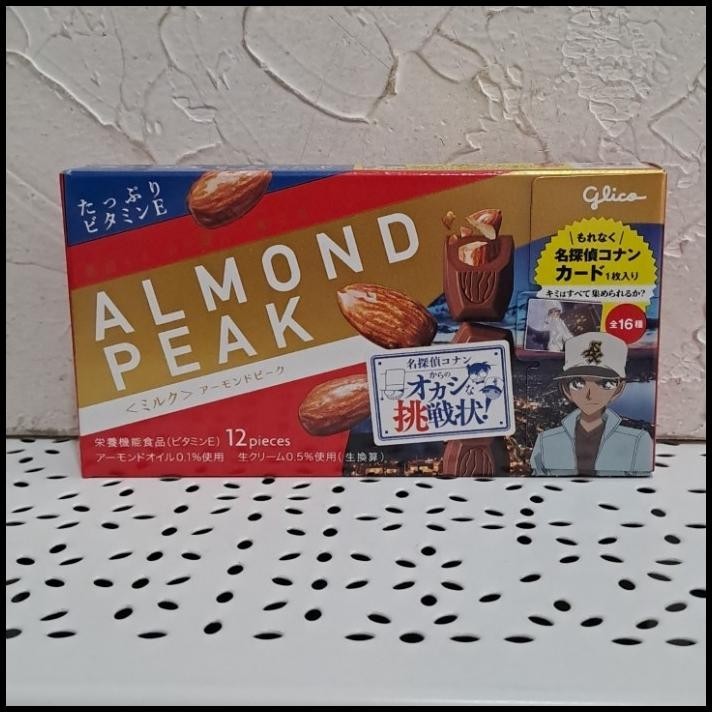 たっぷり
ビタミンE
ALMOND
PEAK
<ミルク> アーモンドピーク
栄養機能食品(ビタミンE) 12pieces
アーモンドオイル0.1%使用 生クリーム0.5%使用(生換算)
名探偵コナン
からの
オカシな
挑戦状!
glico
\もれなく/
名探偵コナン
カード1枚入り
キミはすべて集められるか?
全16種